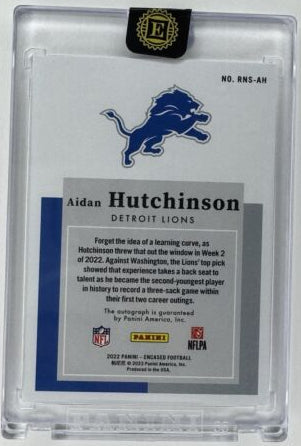 E
NO. RNS-AH
Aidan Hutchinson
DETROIT LIONS
Forget the idea of a learning curve, as
Hutchinson threw that out the window in Week 2
of 2022. Against Washington, the Lions' top pick
showed that experience takes a back seat to
talent as he became the second-youngest player
in history to record a three-sack game within
their first two career outings.
The autograph is guaranteed
by Panini America, Inc.
NFL
PANINI
NFLPA
2022 PANINI - ENCASED FOOTBALL
© 2023 Panini America, Inc.
Produced in the USA.